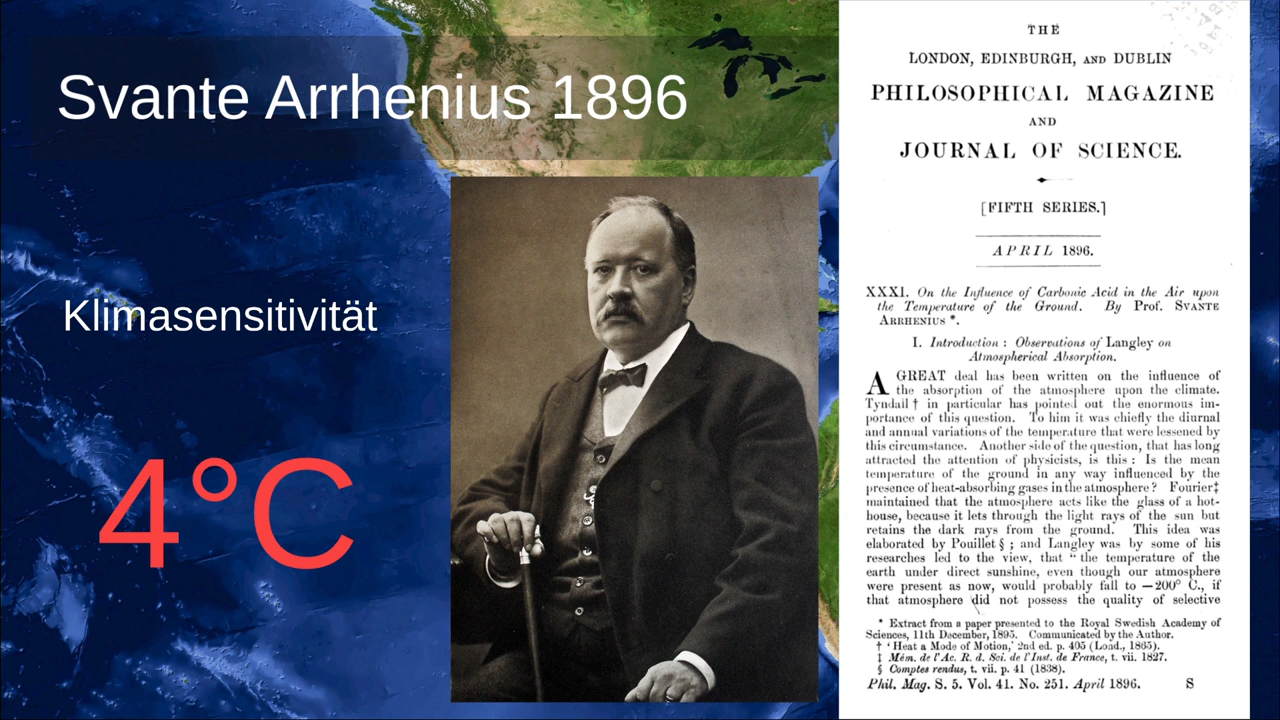 Svante Arrhenius 1896
Klimasensitivität
4°C
THE
LONDON, EDINBURGH, AND DUBLIN
PHILOSOPHICAL MAGAZINE
AND
JOURNAL OF SCIENCE.
[FIFTH SERIES.]
APRIL 1896.
XXXI. On the Influence of Carbonic Acid in the Air upon
the Temperature of the Ground. By Prof. SVANTE
ARRHENIUS *.
I. Introduction : Observations of Langley on
Atmospherical Absorption.
A GREAT deal has been written on the influence of
the absorption of the atmosphere upon the climate.
Tyndall † in particular has pointed out the enormous im-
portance of this question. To him it was chiefly the diurnal
and annual variations of the temperature that were lessened by
this circumstance. Another side of the question, that has long
attracted the attention of physicists, is this : Is the mean
temperature of the ground in any way influenced by the
presence of heat-absorbing gases in the atmosphere ? Fourier‡
maintained that the atmosphere acts like the glass of a hot-
house, because it lets through the light rays of the sun but
retains the dark rays from the ground. This idea was
elaborated by Pouillet § ; and Langley was by some of his
researches led to the view, that “ the temperature of the
earth under direct sunshine, even though our atmosphere
were present as now, would probably fall to −200° C., if
that atmosphere did not possess the quality of selective
* Extract from a paper presented to the Royal Swedish Academy of
Sciences, 11th December, 1895. Communicated by the Author.
† ‘ Heat a Mode of Motion,’ 2nd ed. p. 405 (Lond., 1865).
‡ Mém. de l’Ac. R. d. Sci. de l’Inst. de France, t. vii. 1827.
§ Comptes rendus, t. vii. p. 41 (1838).
Phil. Mag. S. 5. Vol. 41. No. 251. April 1896. S